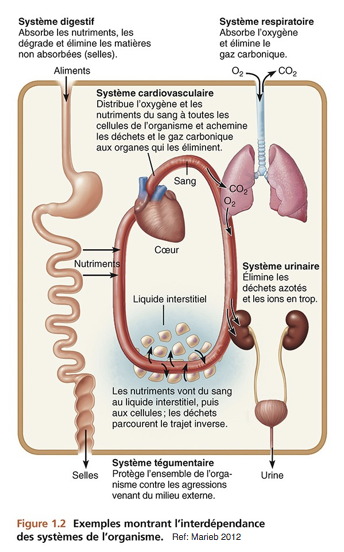 Système digestif
Absorbe les nutriments, les
dégrade et élimine les matières
non absorbées (selles).
Aliments
Système respiratoire
Absorbe l'oxygène
et élimine le
gaz carbonique.
O2
CO2
Système cardiovasculaire
Distribue l'oxygène et les
nutriments du sang à toutes les
cellules de l'organisme et achemine
les déchets et le gaz carbonique
aux organes qui les éliminent.
Sang
CO2
O2
Cœur
Nutriments
Système urinaire
Élimine les
déchets azotés
et les ions en trop.
Liquide interstitiel
Les nutriments vont du sang
au liquide interstitiel, puis
aux cellules ; les déchets
parcourent le trajet inverse.
Selles
Système tégumentaire
Protège l'ensemble de l'orga-
nisme contre les agressions
venant du milieu externe.
Urine
Figure 1.2 Exemples montrant l'interdépendance
des systèmes de l'organisme. Ref: Marieb 2012